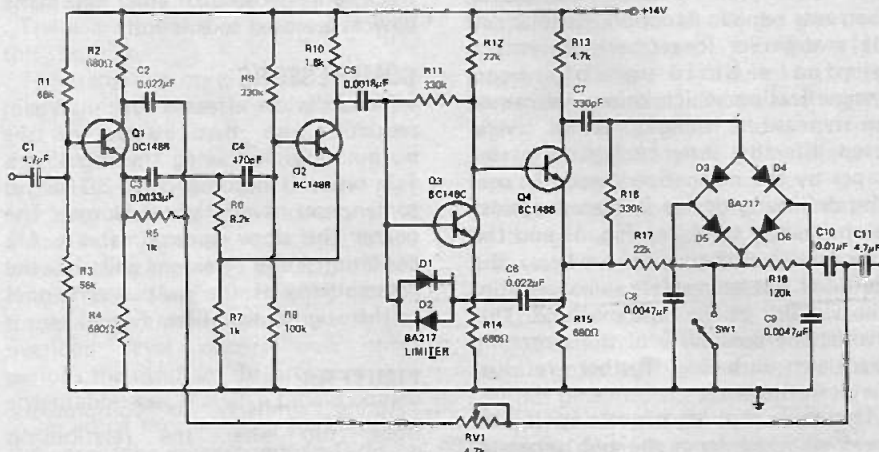 +14V
R2
680Ω
C2
0.027µF
R1
68k
Q1
BC148B
C1
4.7µF
C3
0.0033µF
R5
1k
R3
56k
R4
680Ω
R9
330k
R10
1.8k
0.0018µF
C4
470pF
Q2
BC148B
R6
8.2k
R7
1k
R8
100k
R11
330k
R12
22k
Q3
BC148C
D1
D2
BA217
LIMITER
C6
0.022µF
R14
680Ω
R13
4.7k
C7
330pF
Q4
BC148B
R15
680Ω
R18
330k
R17
22k
C8
0.0047µF
D3
D4
BA217
D5
SW1
R16
120k
C9
0.0047µF
C10
0.01µF
C11
4.7µ
RV1
4.7k